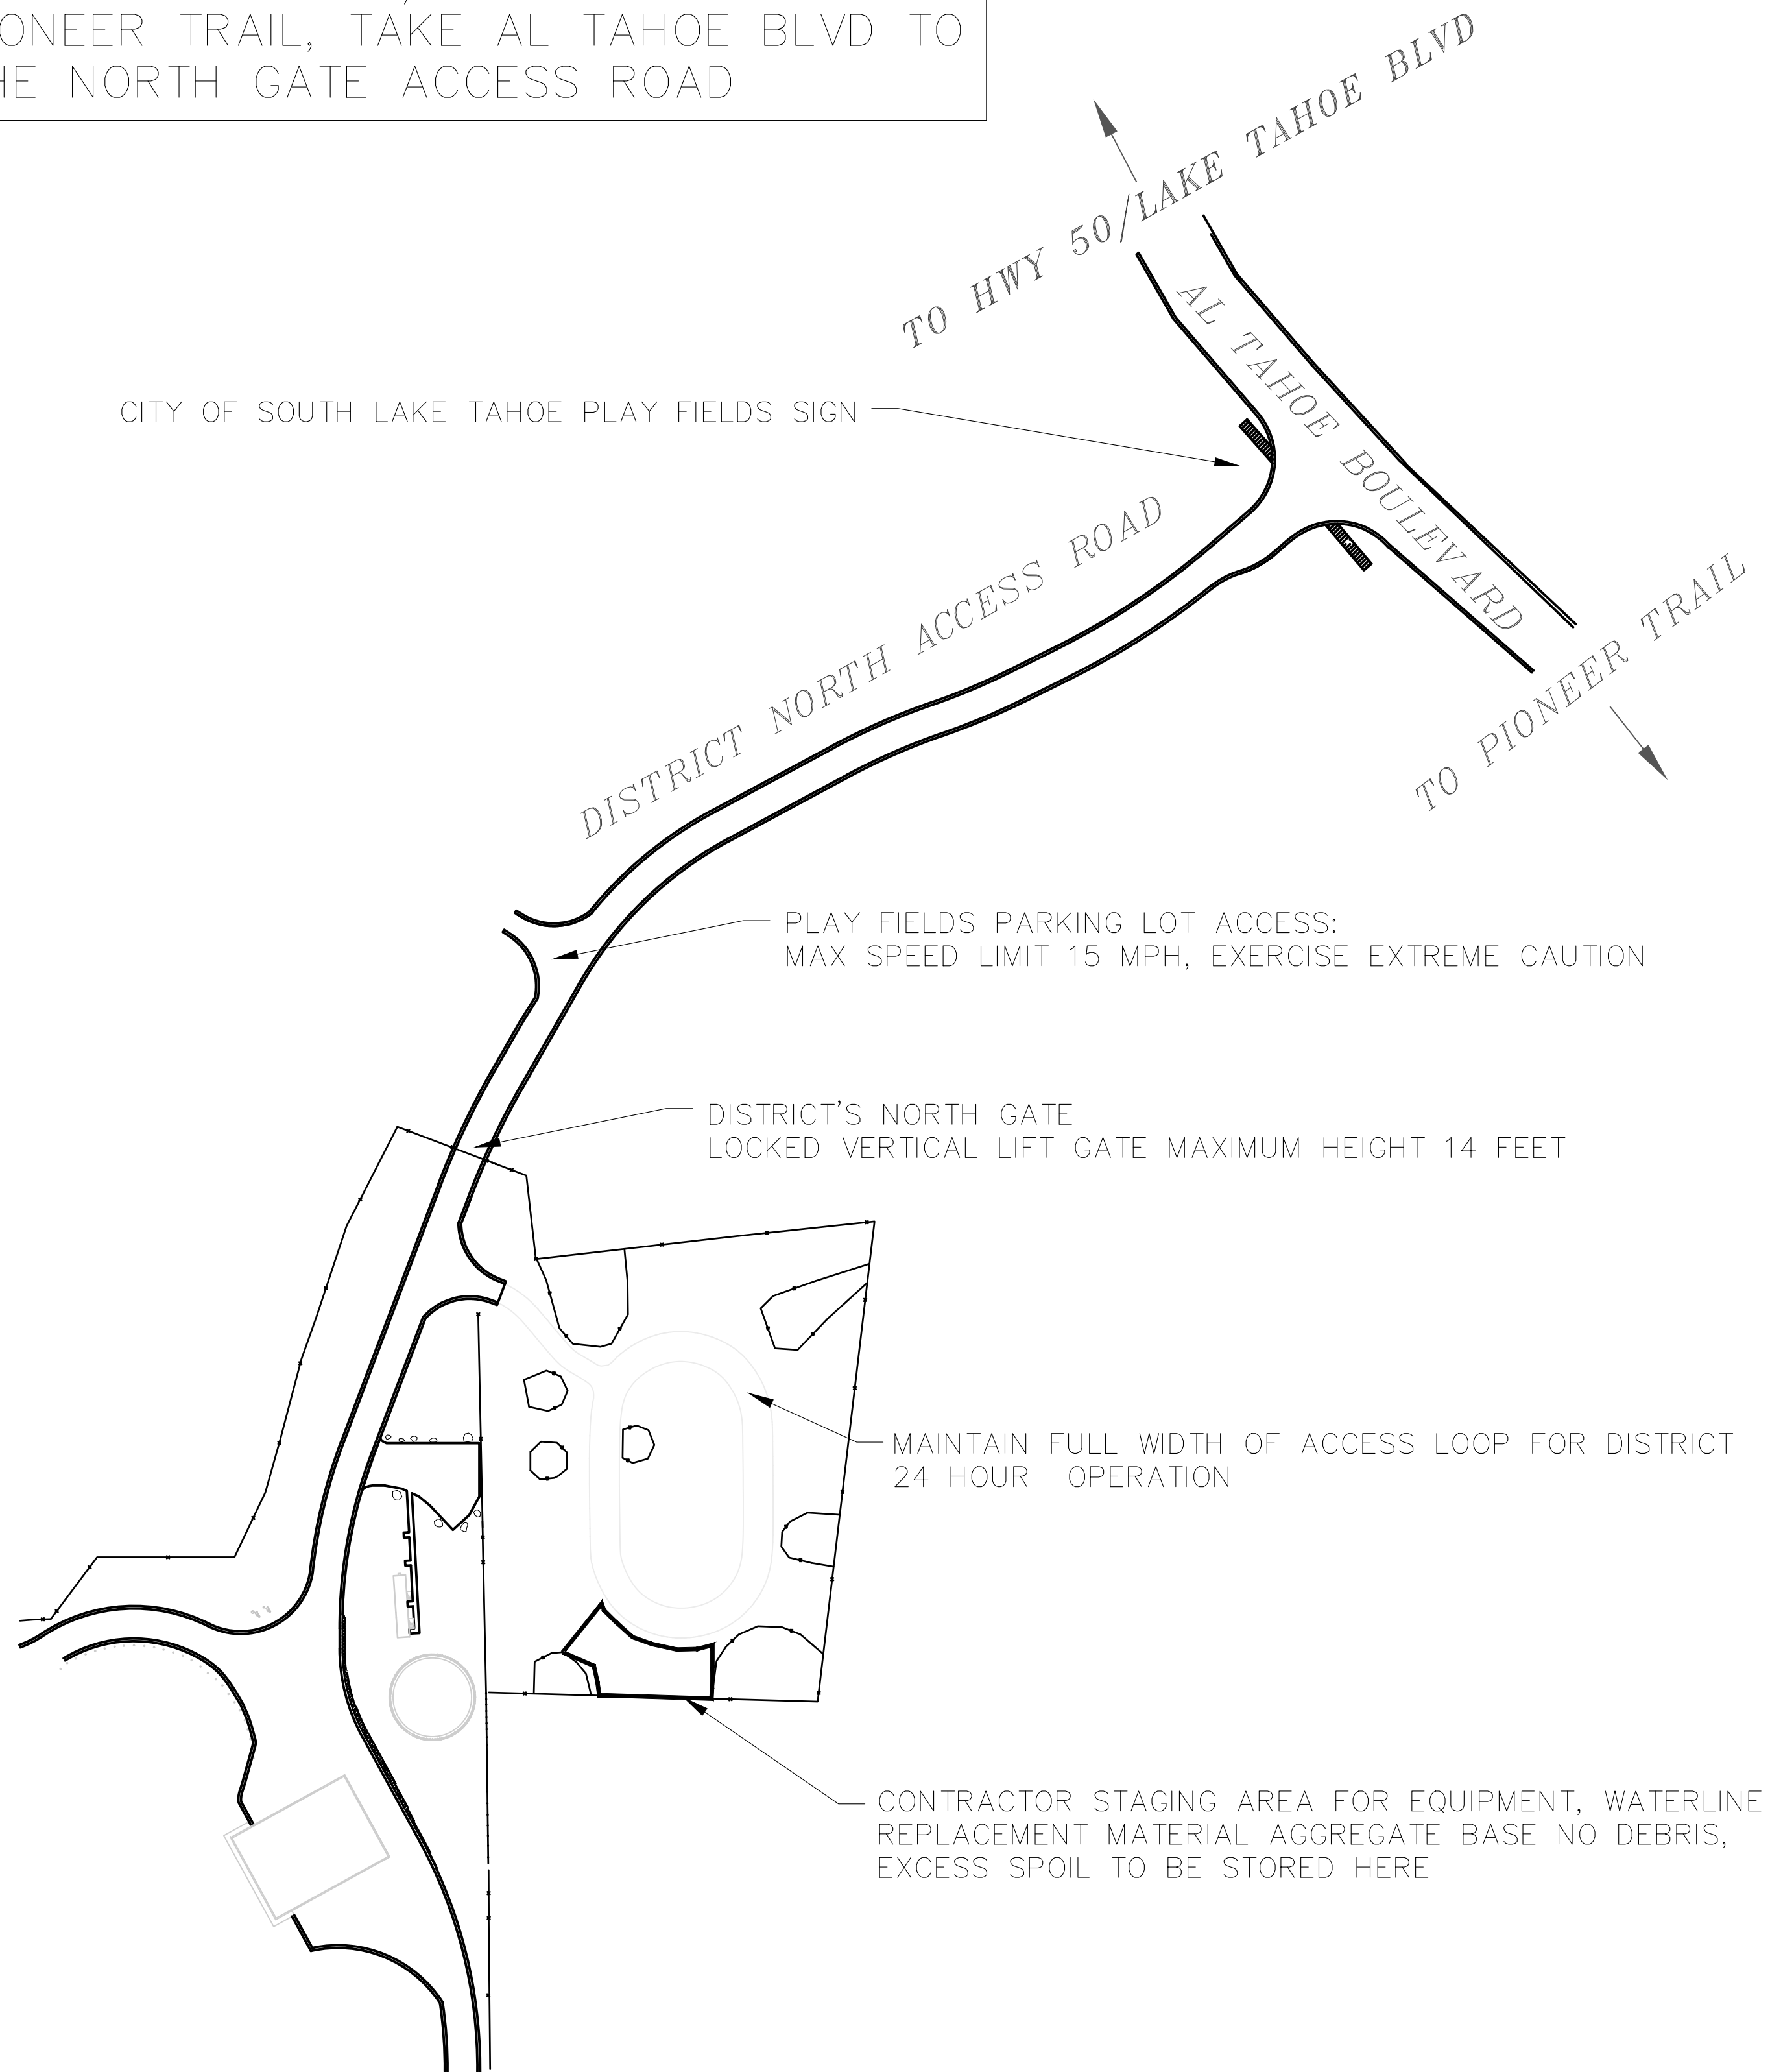 ONEER TRAIL, TAKE AL TAHOE BLVD TO
HE NORTH GATE ACCESS ROAD
TO HWY 50/LAKE TAHOE BLVD
AL TAHOE BOULEVARD
CITY OF SOUTH LAKE TAHOE PLAY FIELDS SIGN
DISTRICT NORTH ACCESS ROAD
TO PIONEER TRAIL
PLAY FIELDS PARKING LOT ACCESS:
MAX SPEED LIMIT 15 MPH, EXERCISE EXTREME CAUTION
DISTRICT'S NORTH GATE
LOCKED VERTICAL LIFT GATE MAXIMUM HEIGHT 14 FEET
MAINTAIN FULL WIDTH OF ACCESS LOOP FOR DISTRICT
24 HOUR OPERATION
CONTRACTOR STAGING AREA FOR EQUIPMENT, WATERLINE
REPLACEMENT MATERIAL AGGREGATE BASE NO DEBRIS,
EXCESS SPOIL TO BE STORED HERE